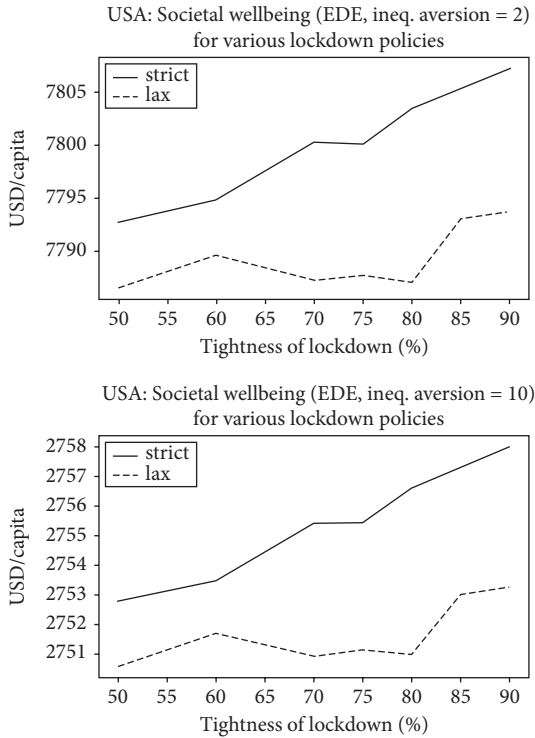 USA: Societal wellbeing (EDE, ineq. aversion = 2)
for various lockdown policies
strict
lax
7805
7800
7795
7790
USD/capita
50 55 60 65 70 75 80 85 90
Tightness of lockdown (%)
USA: Societal wellbeing (EDE, ineq. aversion = 10)
for various lockdown policies
strict
lax
2758
2757
2756
2755
2754
2753
2752
2751
USD/capita
50 55 60 65 70 75 80 85 90
Tightness of lockdown (%)